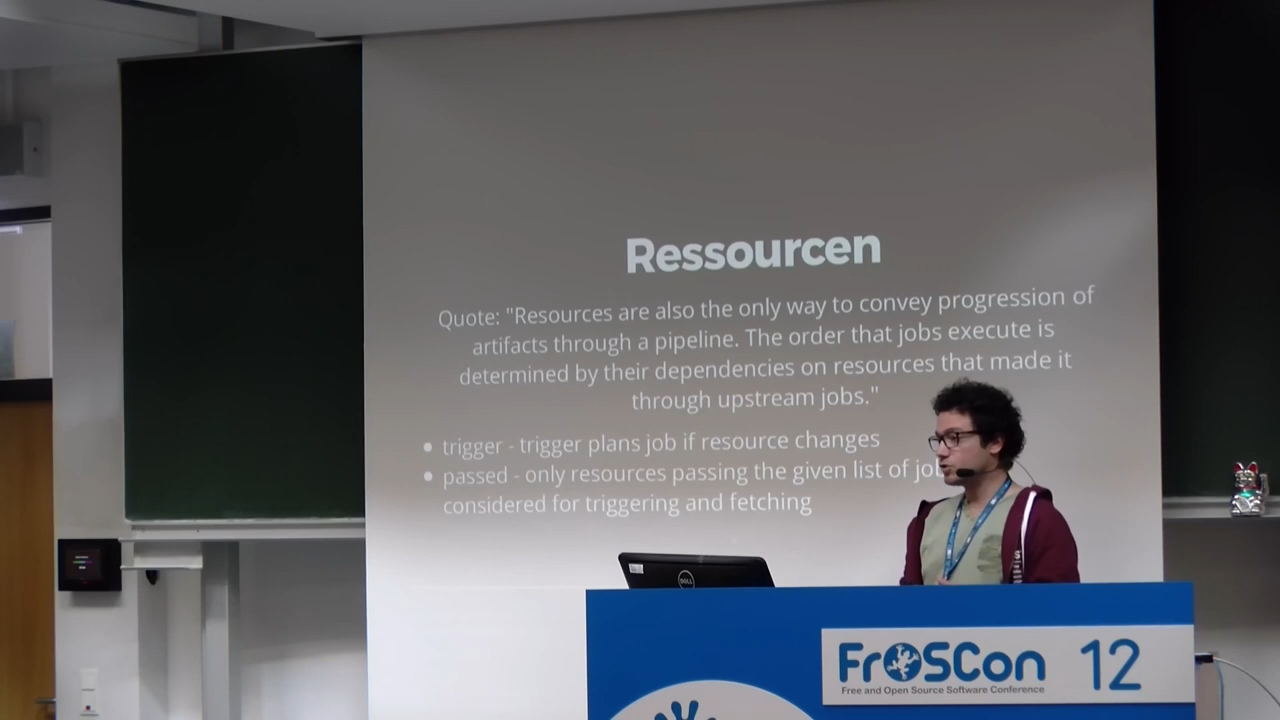 Ressourcen
Quote: "Resources are also the only way to convey progression of
artifacts through a pipeline. The order that jobs execute is
determined by their dependencies on resources that made it
through upstream jobs."
• trigger - trigger plans job if resource changes
• passed - only resources passing the given list of
considered for triggering and fetching
DELL
FrOSCon 12
Free and Open Source Software Conference